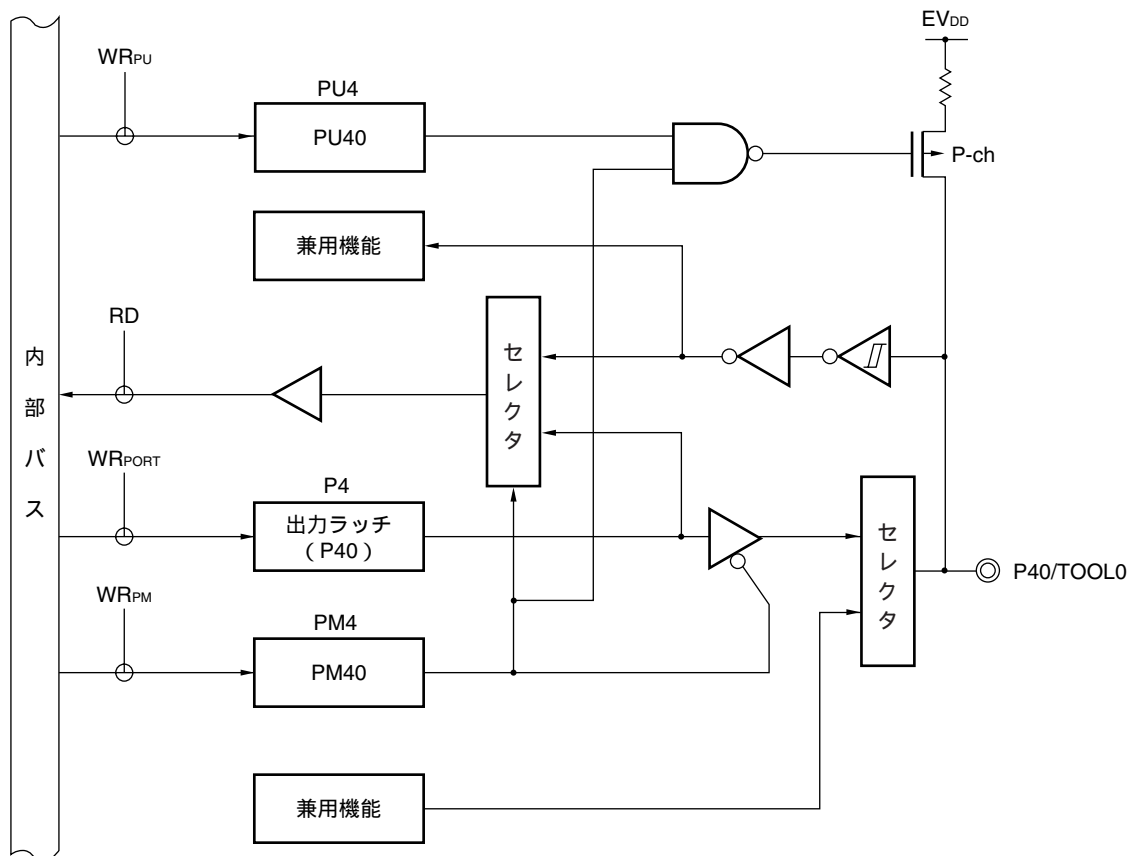 EVDD
WRPU
PU4
PU40
P-ch
兼用機能
RD
セレクタ
内部バス
WRPORT
P4
出力ラッチ
（P40）
セレクタ
P40/TOOL0
WRPM
PM4
PM40
兼用機能